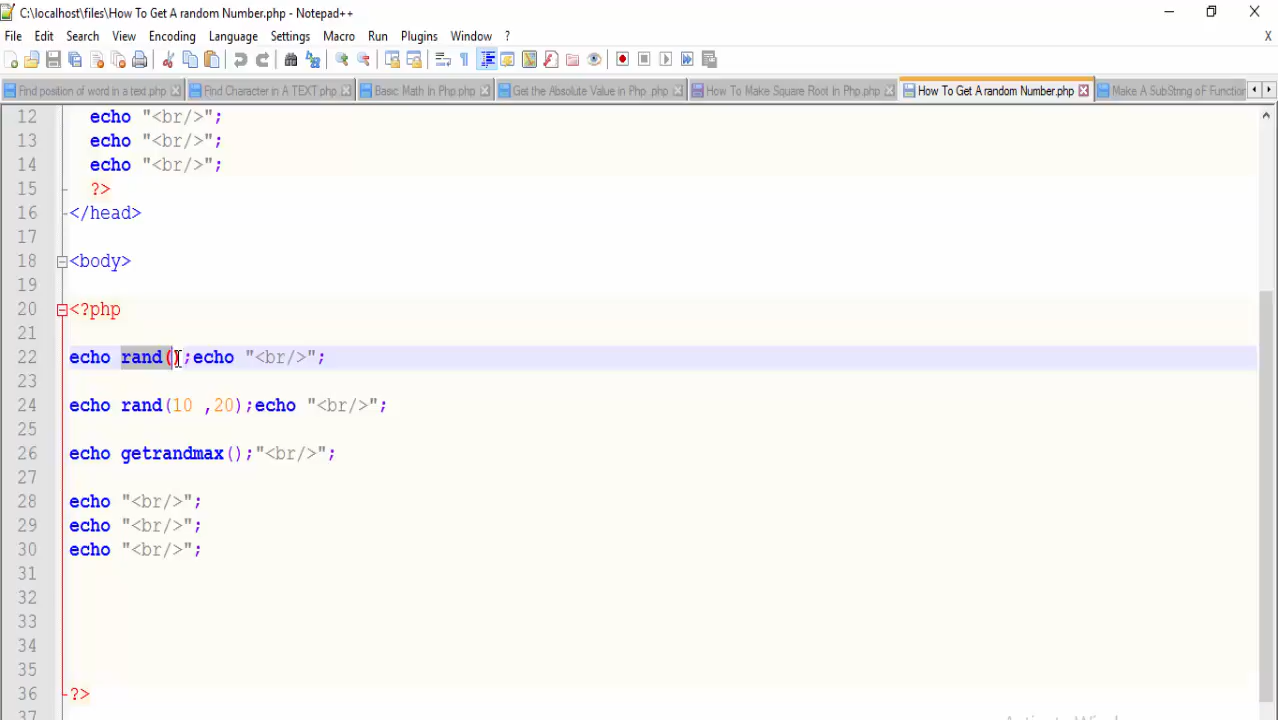 C:\localhost\files\How To Get A random Number.php - Notepad++
File Edit Search View Encoding Language Settings Macro Run Plugins Window ? X
Find position of word in a text.php Find Character in A TEXT php Basic Math In Php.php Get the Absolute Value in Php .php How To Make Square Root in Php.php How To Get A random Number.php Make A SubStrng oF Function
12 echo "<br/>";
13 echo "<br/>";
14 echo "<br/>";
15 ?>
16 </head>
17
18 <body>
19
20 <?php
21
22 echo rand();echo "<br/>";
23
24 echo rand(10 ,20);echo "<br/>";
25
26 echo getrandmax();"<br/>";
27
28 echo "<br/>";
29 echo "<br/>";
30 echo "<br/>";
31
32
33
34
35
36 ?>
37